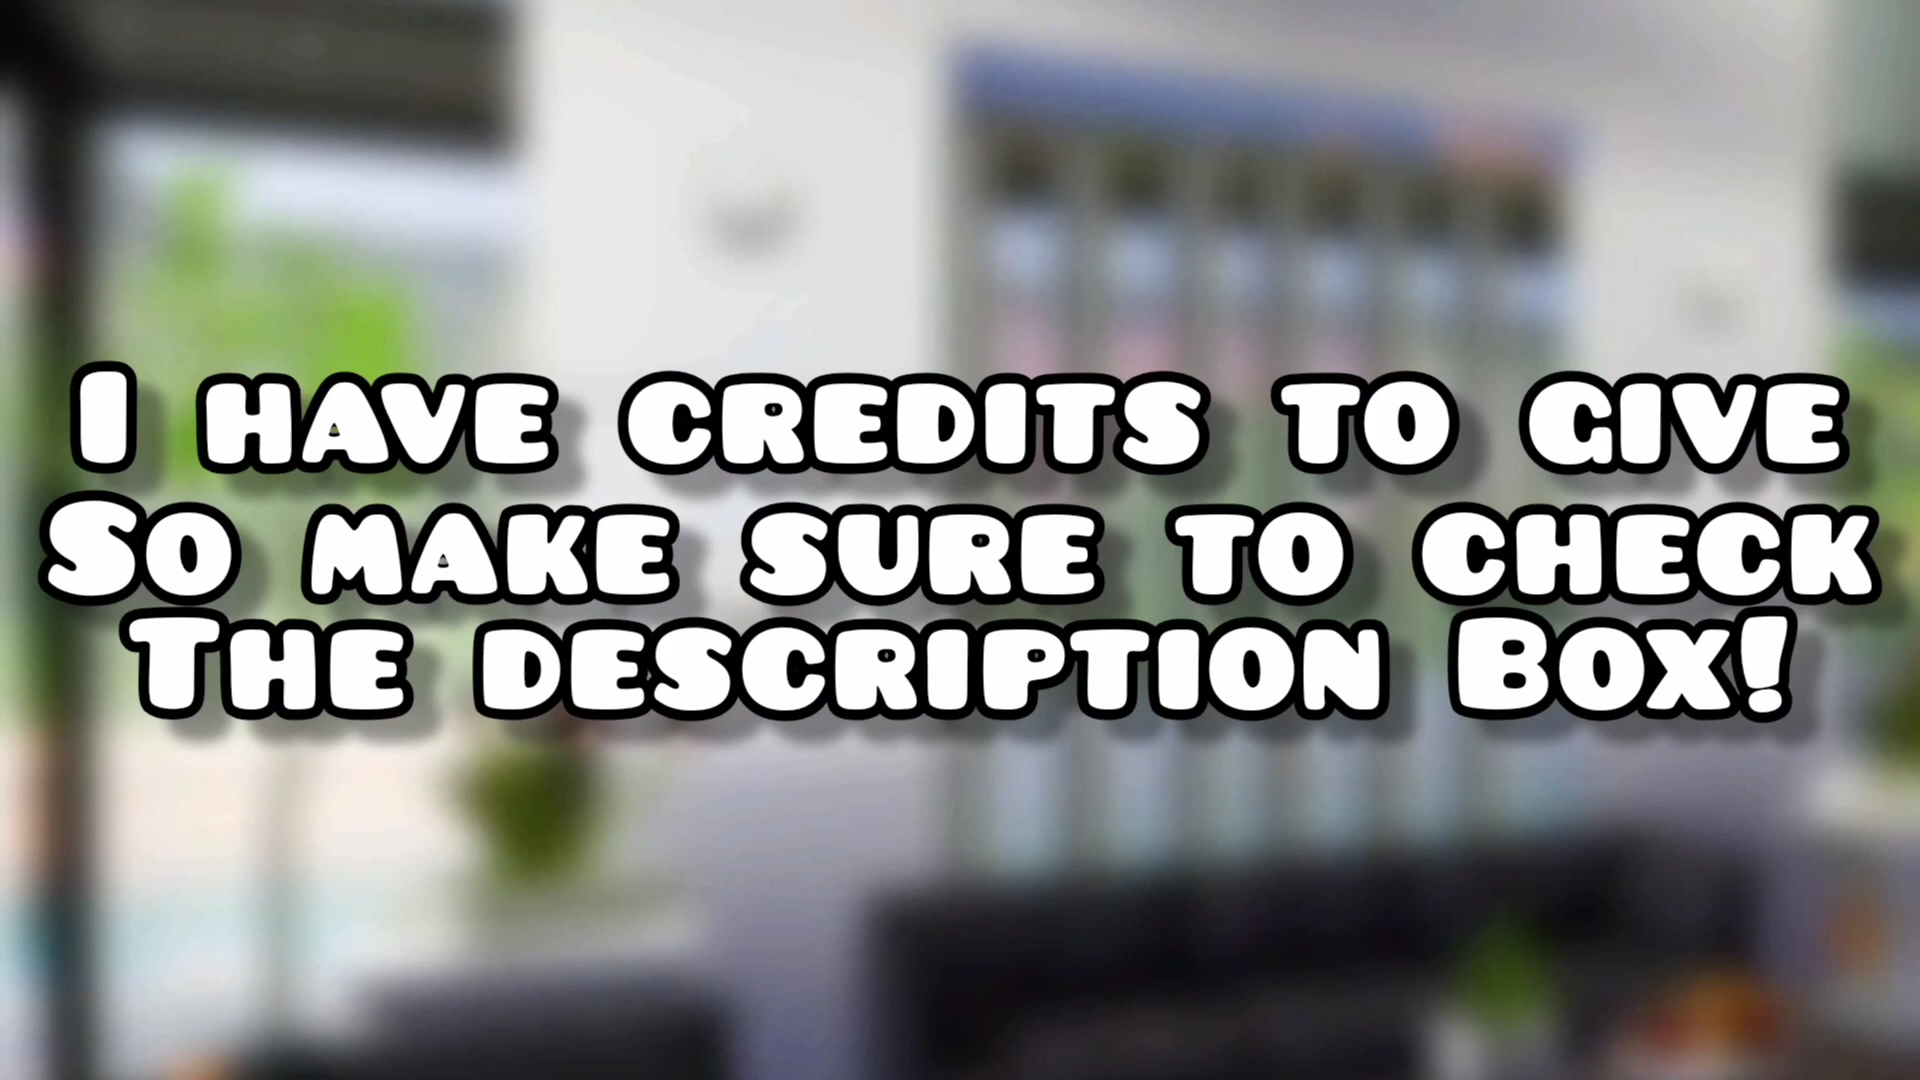 I have credits to give
So make sure to check
The description Box!